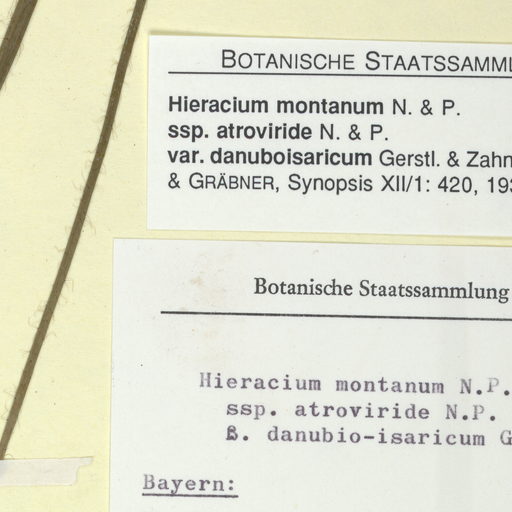 BOTANISCHE STAATSSAMML
Hieracium montanum N. & P.
ssp. atroviride N. & P.
var. danuboisaricum Gerstl. & Zahn
& GRÄBNER, Synopsis XII/1: 420, 193
Botanische Staatssammlung
Hieracium montanum N.P.
ssp. atroviride N.P.
ß. danubio-isaricum G
Bayern: